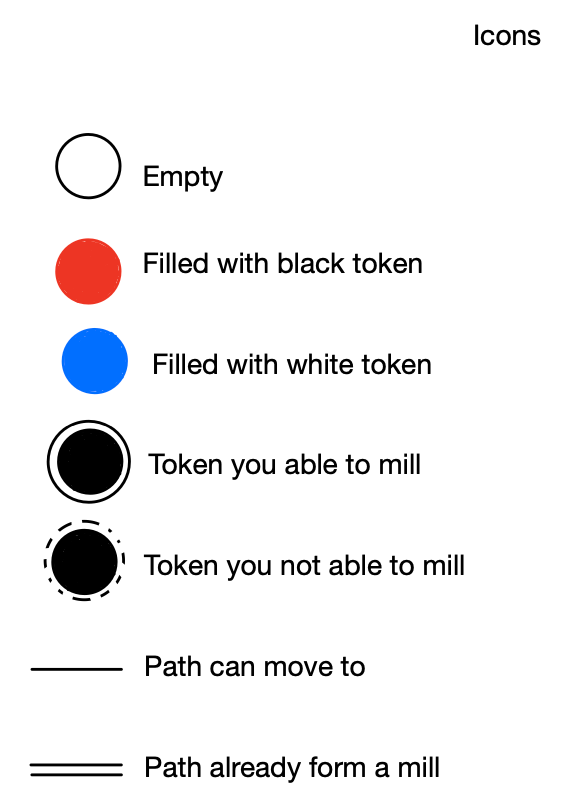 Icons
Empty
Filled with black token
Filled with white token
Token you able to mill
Token you not able to mill
Path can move to
Path already form a mill